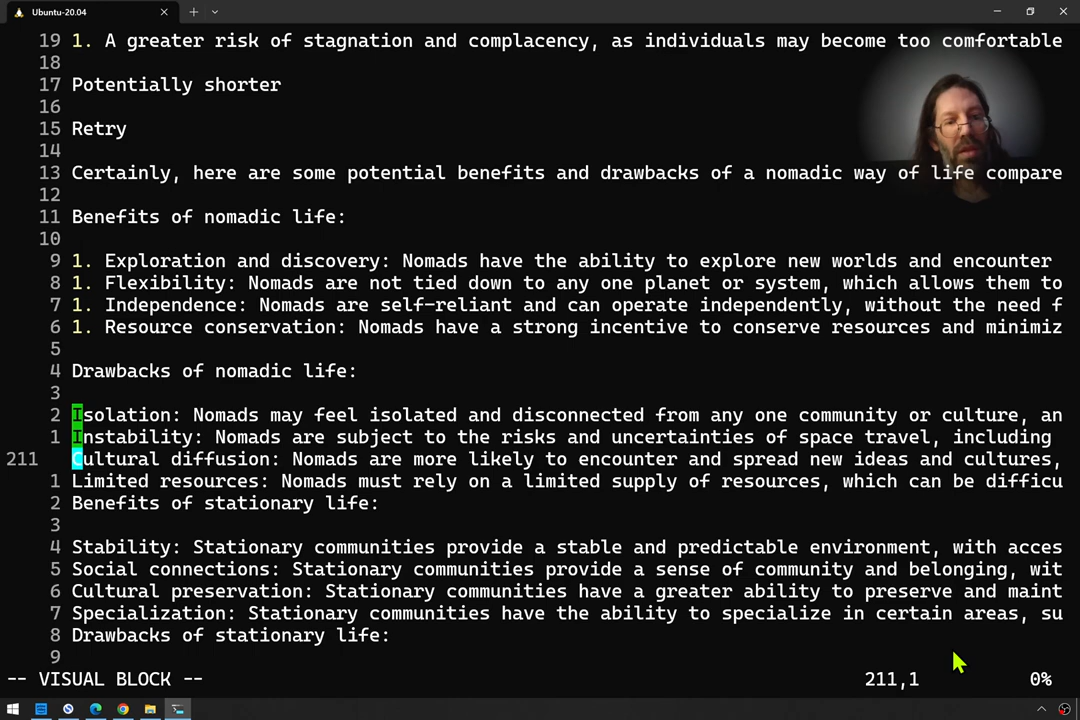 Ubuntu-20.04
19 1. A greater risk of stagnation and complacency, as individuals may become too comfortable
18
17 Potentially shorter
16
15 Retry
14
13 Certainly, here are some potential benefits and drawbacks of a nomadic way of life compare
12
11 Benefits of nomadic life:
10
9 1. Exploration and discovery: Nomads have the ability to explore new worlds and encounter
8 1. Flexibility: Nomads are not tied down to any one planet or system, which allows them to
7 1. Independence: Nomads are self-reliant and can operate independently, without the need f
6 1. Resource conservation: Nomads have a strong incentive to conserve resources and minimiz
5
4 Drawbacks of nomadic life:
3
2 Isolation: Nomads may feel isolated and disconnected from any one community or culture, an
1 Instability: Nomads are subject to the risks and uncertainties of space travel, including
211 Cultural diffusion: Nomads are more likely to encounter and spread new ideas and cultures,
1 Limited resources: Nomads must rely on a limited supply of resources, which can be difficu
2 Benefits of stationary life:
3
4 Stability: Stationary communities provide a stable and predictable environment, with acces
5 Social connections: Stationary communities provide a sense of community and belonging, wit
6 Cultural preservation: Stationary communities have a greater ability to preserve and maint
7 Specialization: Stationary communities have the ability to specialize in certain areas, su
8 Drawbacks of stationary life:
9
-- VISUAL BLOCK -- 211,1 0%